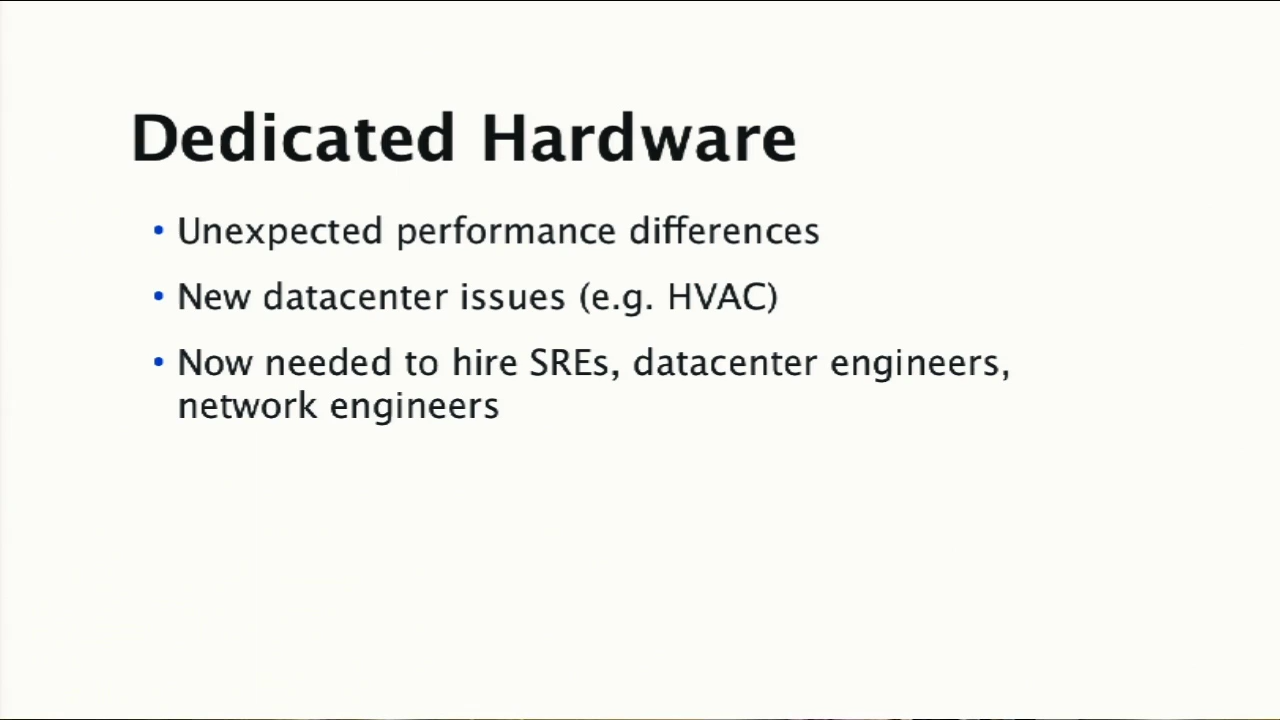 Dedicated Hardware
• Unexpected performance differences
• New datacenter issues (e.g. HVAC)
• Now needed to hire SREs, datacenter engineers,
network engineers